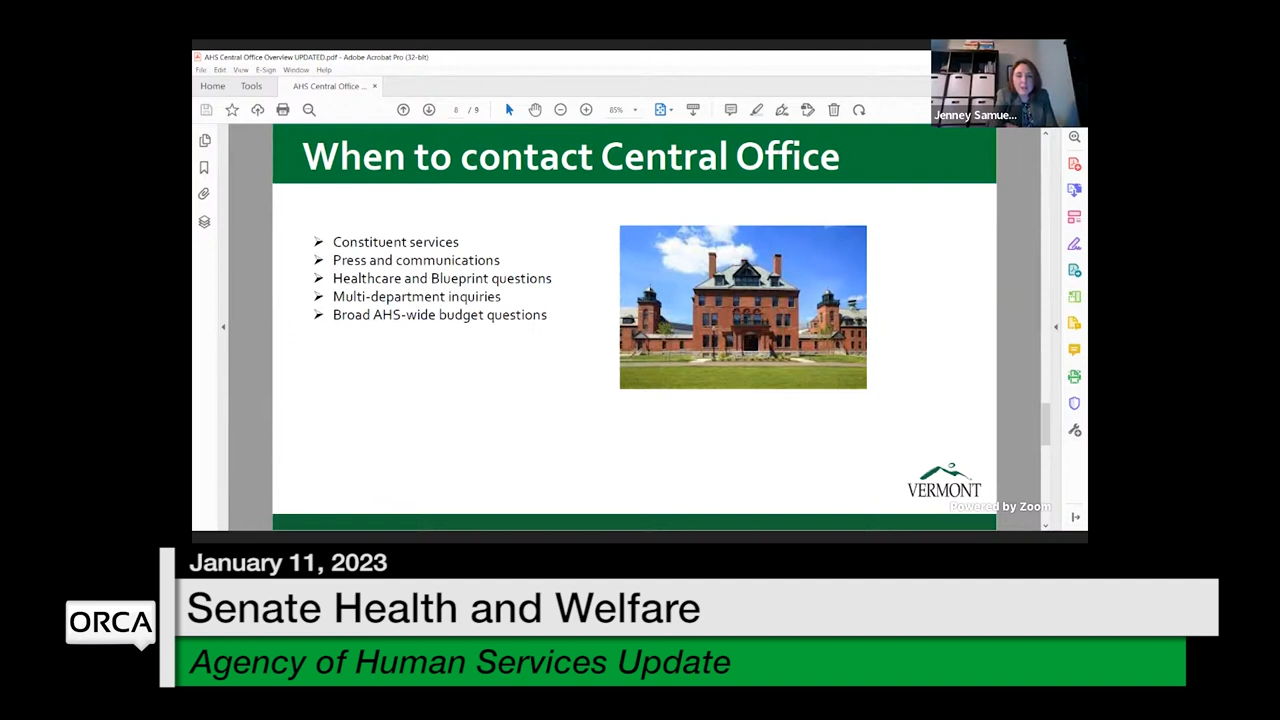 AHS Central Office Overview UPDATED.pdf - Adobe Acrobat Pro (32-bit)
File Edit View E-Sign Window Help
Home Tools AHS Central Office ... ×
8 / 9 85%
Jenney Samue...
When to contact Central Office
Constituent services
Press and communications
Healthcare and Blueprint questions
Multi-department inquiries
Broad AHS-wide budget questions
VERMONT
Powered by Zoom
January 11, 2023
ORCA
Senate Health and Welfare
Agency of Human Services Update